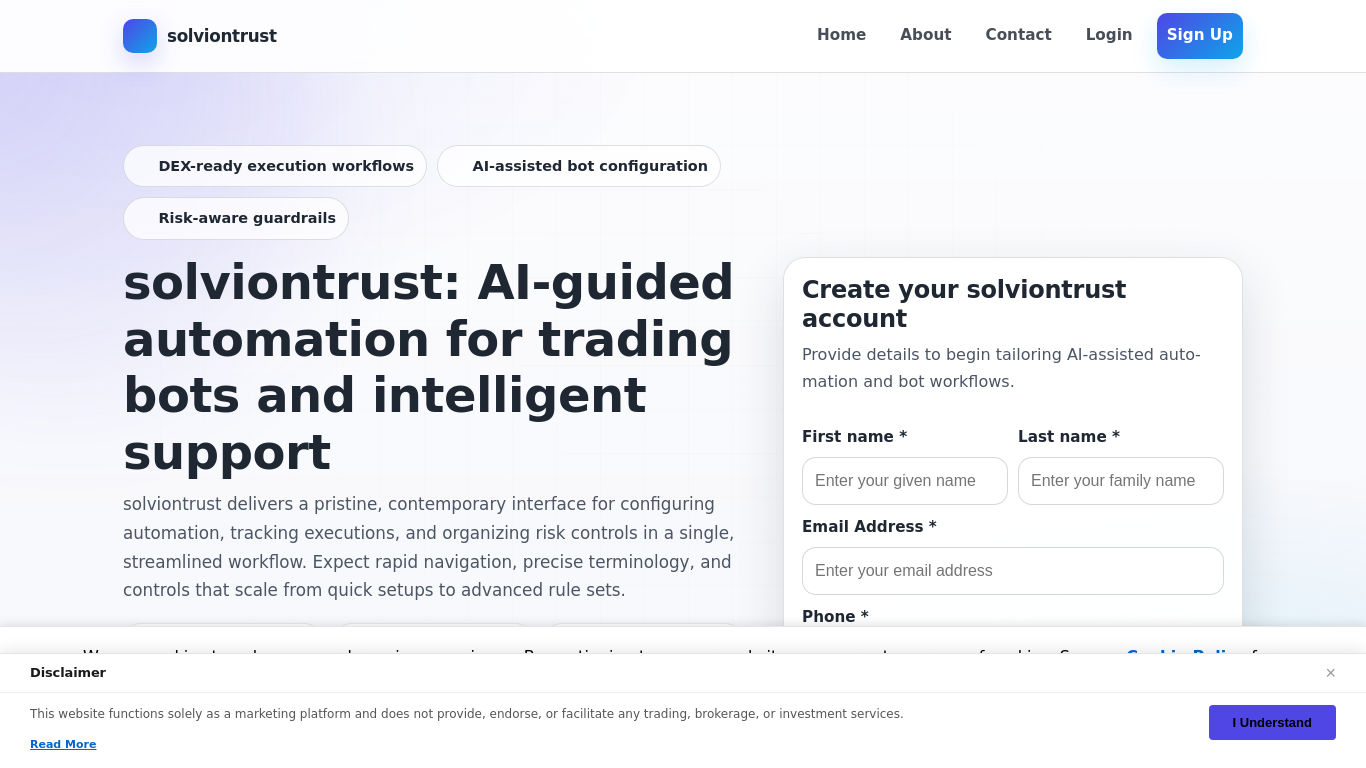 solviontrust
Home
About
Contact
Login
Sign Up
DEX-ready execution workflows
AI-assisted bot configuration
Risk-aware guardrails
solviontrust: AI-guided
automation for trading
bots and intelligent
support
solviontrust delivers a pristine, contemporary interface for configuring
automation, tracking executions, and organizing risk controls in a single,
streamlined workflow. Expect rapid navigation, precise terminology, and
controls that scale from quick setups to advanced rule sets.
Create your solviontrust
account
Provide details to begin tailoring AI-assisted auto-
mation and bot workflows.
First name *
Last name *
Enter your given name
Enter your family name
Email Address *
Enter your email address
Phone *
Disclaimer
×
This website functions solely as a marketing platform and does not provide, endorse, or facilitate any trading, brokerage, or investment services.
Read More
I Understand